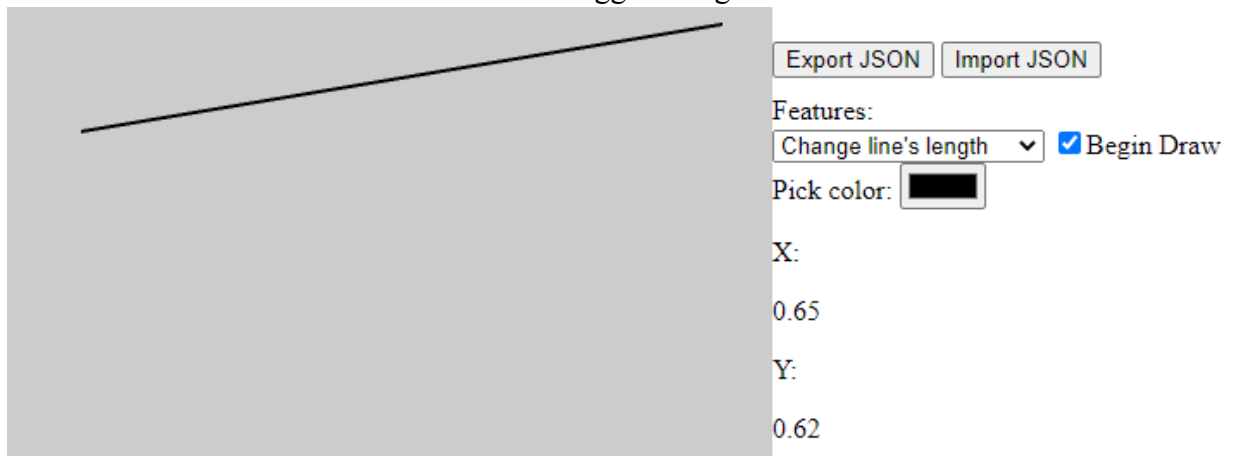 Export JSON Import JSON
Features:
Change line's length Begin Draw
Pick color:
X:
0.65
Y:
0.62